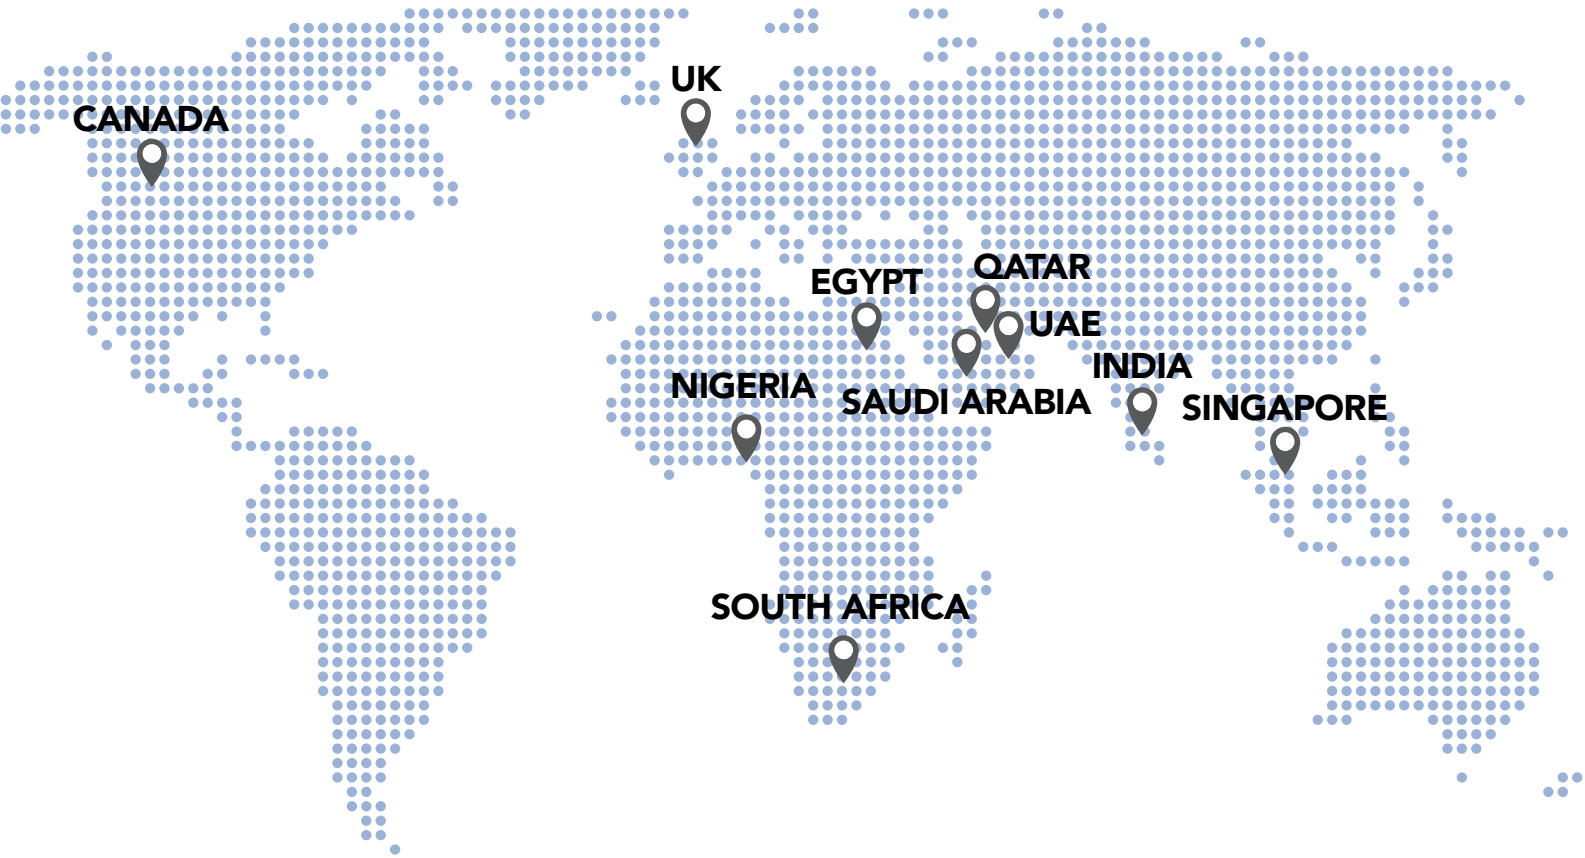 UK
CANADA
QATAR
EGYPT
UAE
INDIA
NIGERIA
SAUDI ARABIA
SINGAPORE
SOUTH AFRICA